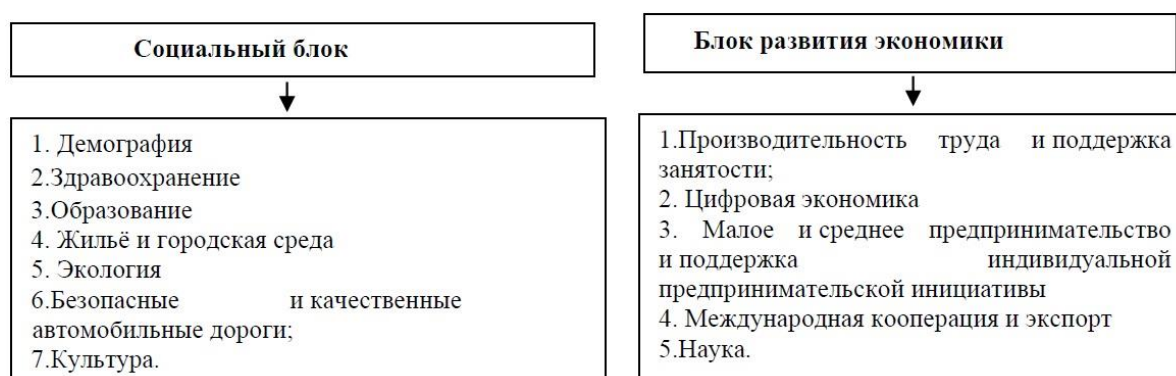 Социальный блок
1. Демография
2.Здравоохранение
3.Образование
4. Жильё и городская среда
5. Экология
6.Безопасные и качественные
автомобильные дороги;
7.Культура.
Блок развития экономики
1.Производительность труда и поддержка
занятости;
2. Цифровая экономика
3. Малое и среднее предпринимательство
и поддержка индивидуальной
предпринимательской инициативы
4. Международная кооперация и экспорт
5.Наука.